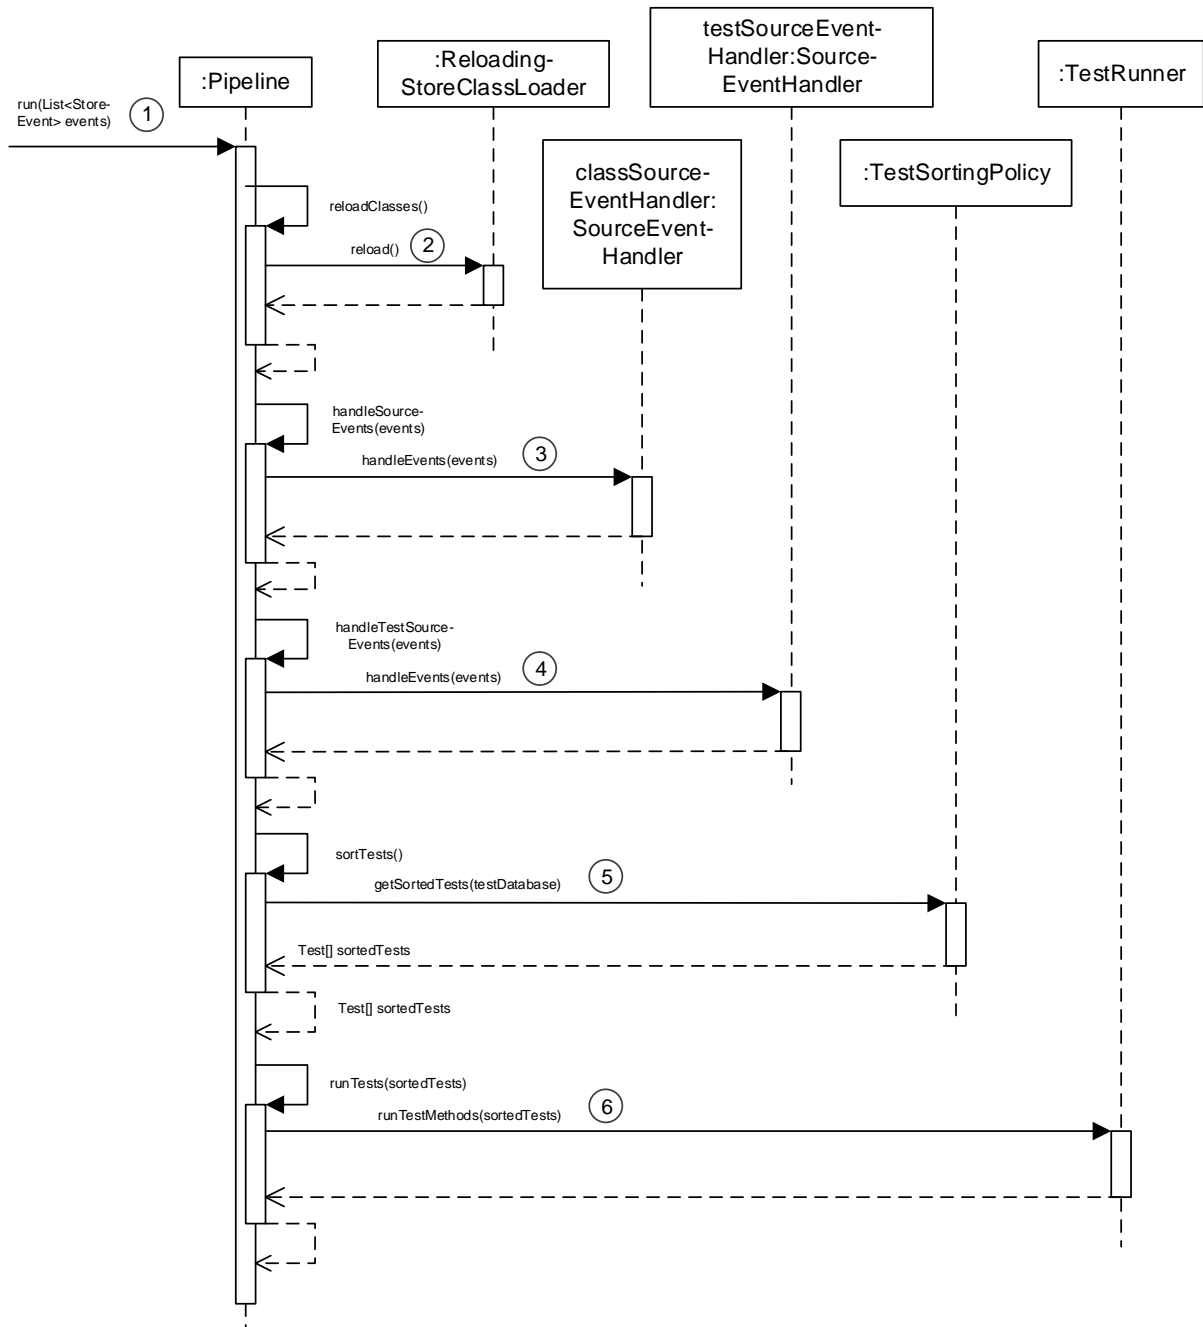 testSourceEvent-
Handler:Source-
EventHandler
:Reloading-
StoreClassLoader
:TestRunner
:Pipeline
run(List<Store-
Event> events)
1
classSource-
EventHandler:
SourceEvent-
Handler
:TestSortingPolicy
reloadClasses()
reload()
2
handleSource-
Events(events)
handleEvents(events)
3
handleTestSource-
Events(events)
handleEvents(events)
4
sortTests()
getSortedTests(testDatabase)
5
Test[] sortedTests
Test[] sortedTests
runTests(sortedTests)
runTestMethods(sortedTests)
6